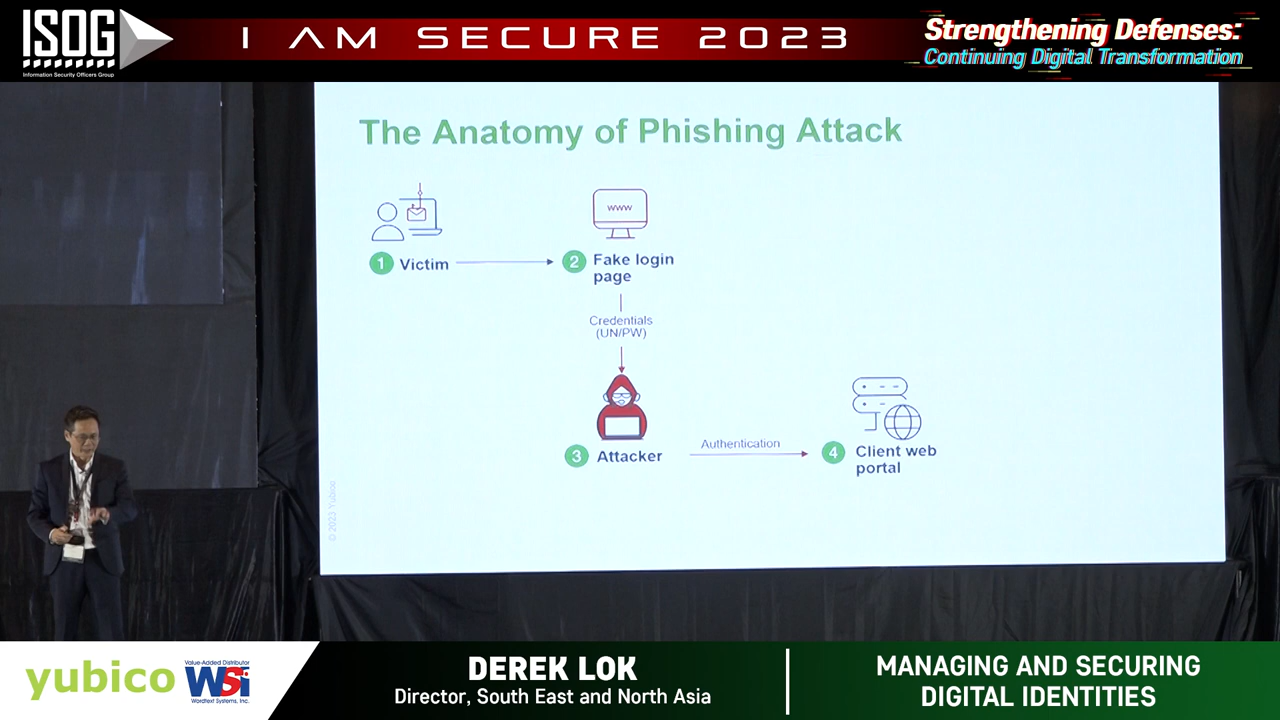 ISOG
Information Security Officers Group
I AM SECURE 2023
Strengthening Defenses:
Continuing Digital Transformation
The Anatomy of Phishing Attack
www
1 Victim
2 Fake login
page
Credentials
(UN/PW)
3 Attacker
Authentication
4 Client web
portal
© 2023 Yubico
yubico
Value-Added Distributor
WSI
Wordtext Systems, Inc.
DEREK LOK
Director, South East and North Asia
MANAGING AND SECURING
DIGITAL IDENTITIES